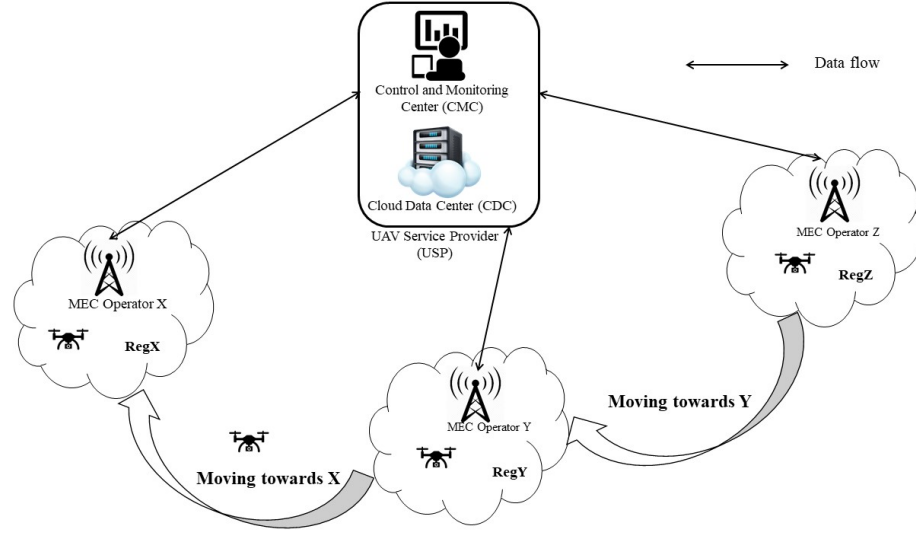 Control and Monitoring
Center (CMC)
Data flow
Cloud Data Center (CDC)
UAV Service Provider
(USP)
MEC Operator Z
RegZ
MEC Operator X
RegX
Moving towards Y
MEC Operator Y
RegY
Moving towards X